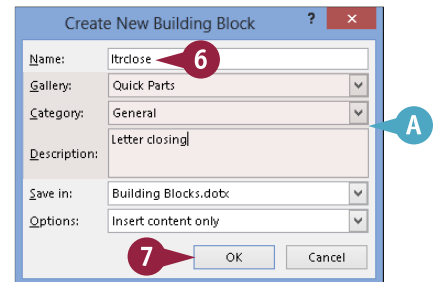 Create New Building Block ? ×
Name: ltrclose 6
Gallery: Quick Parts
Category: General
A
Description: Letter closing
Save in: Building Blocks.dotx
Options: Insert content only
7 OK Cancel